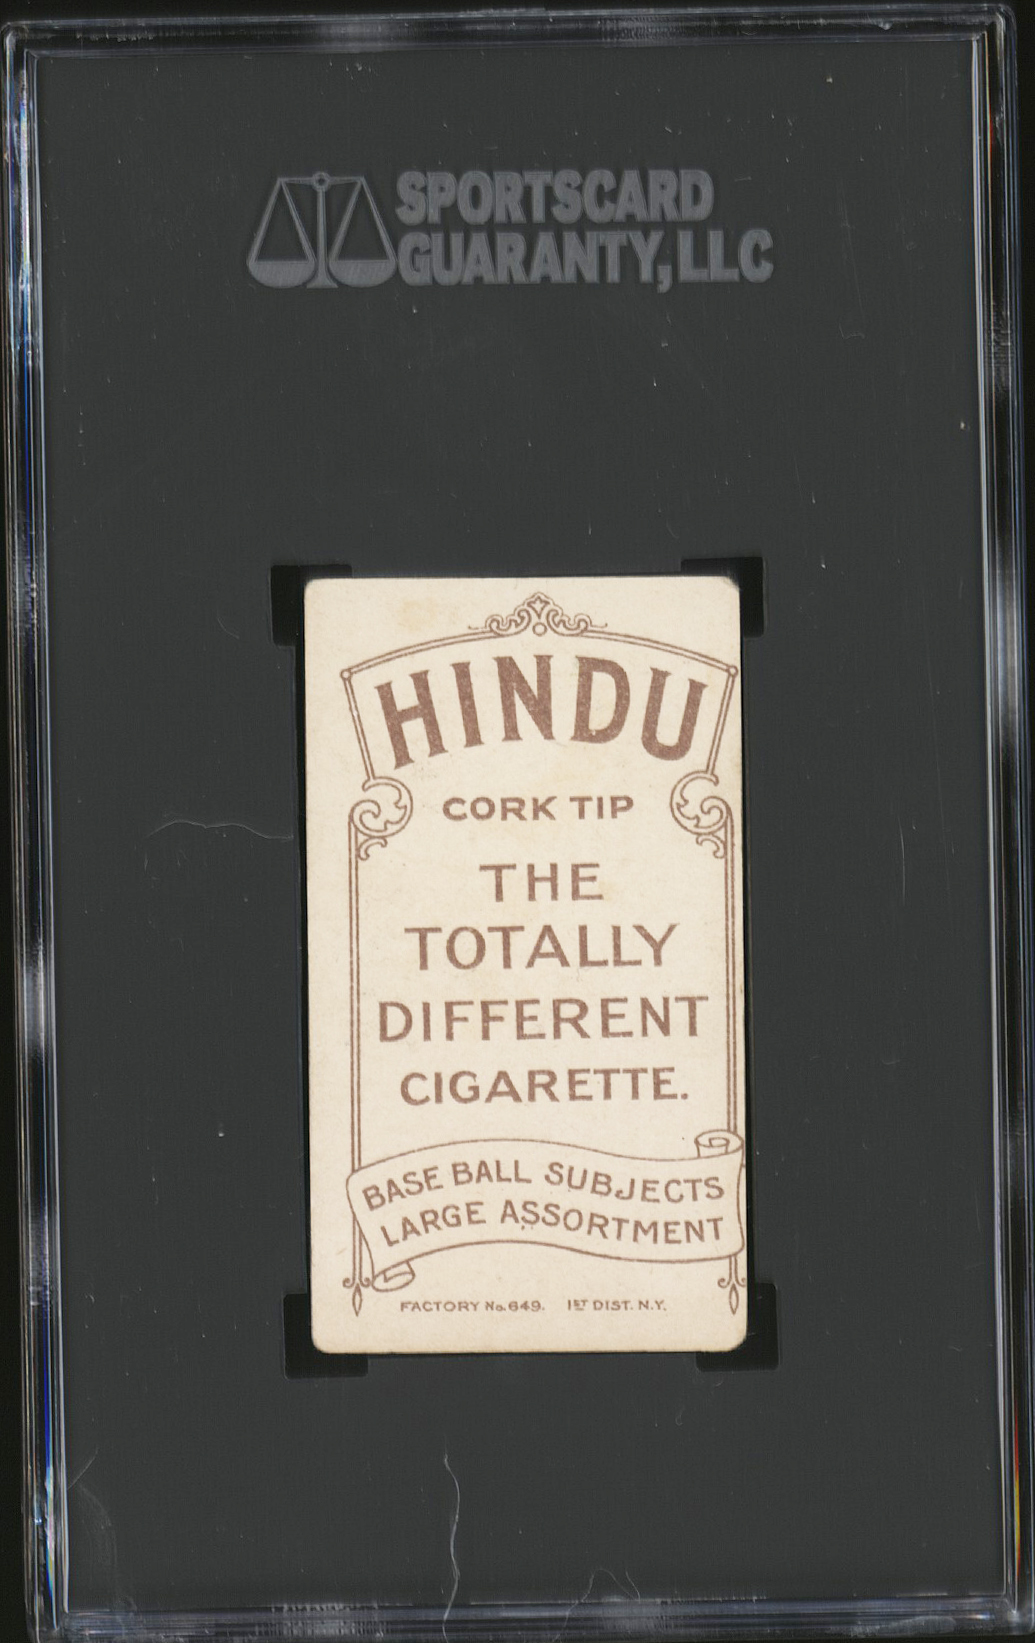 SPORTSCARD
GUARANTY, LLC
HINDU
CORK TIP
THE
TOTALLY
DIFFERENT
CIGARETTE.
BASE BALL SUBJECTS
LARGE ASSORTMENT
FACTORY No. 649. 1ST DIST. N.Y.